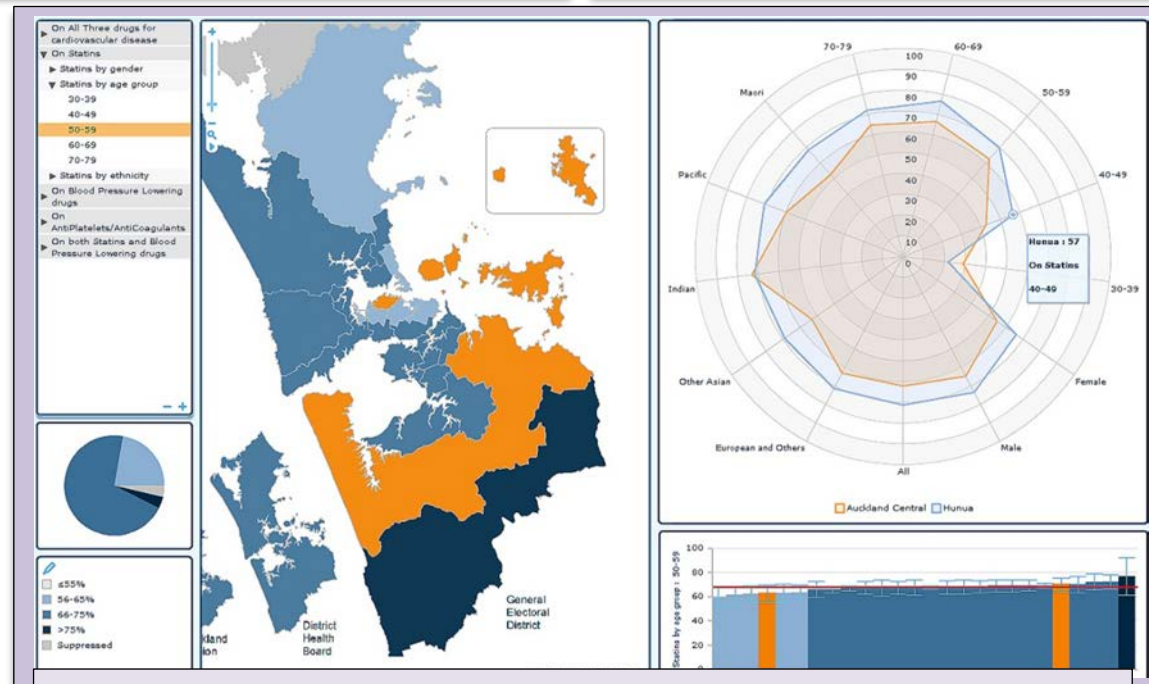 On All Three drugs for
cardiovascular disease
On Statins
Statins by gender
Statins by age group
30-39
40-49
50-59
60-69
70-79
Statins by ethnicity
On Blood Pressure Lowering
drugs
On
AntiPlatelets/AntiCoagulants
On both Statins and Blood
Pressure Lowering drugs
≤55%
56-65%
66-75%
>75%
Suppressed
District
Health
Board
General
Electoral
District
70-79
60-69
50-59
40-49
30-39
Female
Male
All
European and Others
Other Asian
Indian
Pacific
Maori
100
90
80
70
60
50
40
30
20
10
0
Hunua : 57
On Statins
40-49
Auckland Central
Hunua
Statins by age group : 50-59
100
80
60
40
20